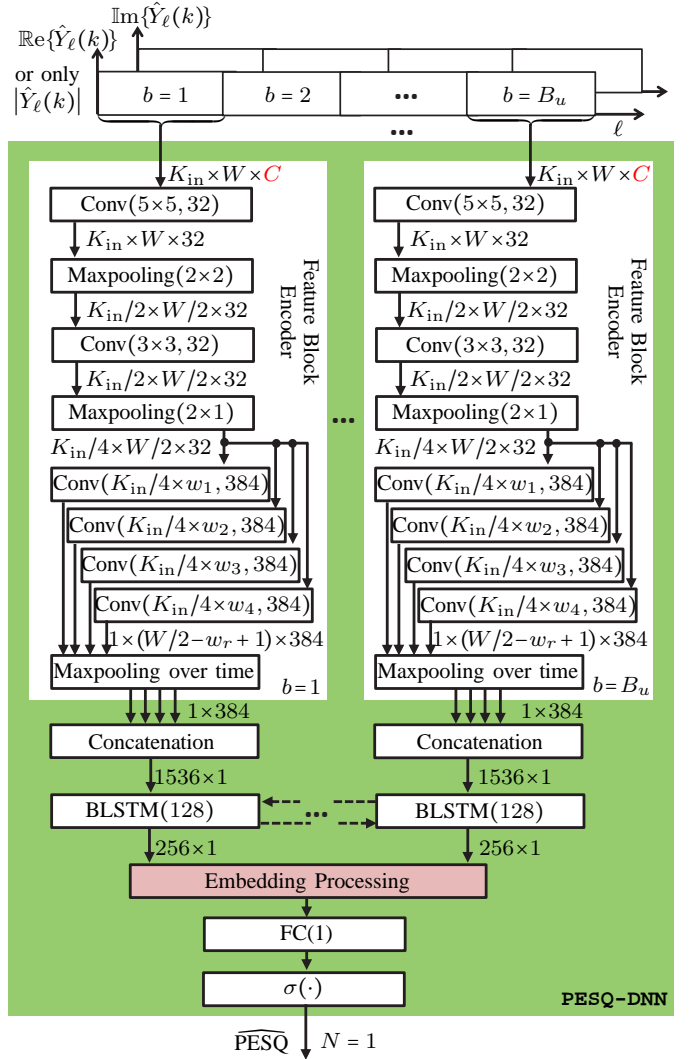 𝕀m{Ŷ_ℓ(k)}
ℝe{Ŷ_ℓ(k)}
or only
|Ŷ_ℓ(k)|
b = 1
b = 2
...
b = B_u
ℓ
...
K_in × W × C
Conv(5×5, 32)
K_in × W × 32
Maxpooling(2×2)
K_in/2 × W/2 × 32
Conv(3×3, 32)
K_in/2 × W/2 × 32
Maxpooling(2×1)
K_in/4 × W/2 × 32
Conv(K_in/4×w_1, 384)
Conv(K_in/4×w_2, 384)
Conv(K_in/4×w_3, 384)
Conv(K_in/4×w_4, 384)
1×(W/2−w_r+1)×384
Maxpooling over time
b=1
Feature Block
Encoder
1×384
Concatenation
1536×1
BLSTM(128)
256×1
...
K_in × W × C
Conv(5×5, 32)
K_in × W × 32
Maxpooling(2×2)
K_in/2 × W/2 × 32
Conv(3×3, 32)
K_in/2 × W/2 × 32
Maxpooling(2×1)
K_in/4 × W/2 × 32
Conv(K_in/4×w_1, 384)
Conv(K_in/4×w_2, 384)
Conv(K_in/4×w_3, 384)
Conv(K_in/4×w_4, 384)
1×(W/2−w_r+1)×384
Maxpooling over time
b=B_u
Feature Block
Encoder
1×384
Concatenation
1536×1
...
BLSTM(128)
256×1
Embedding Processing
FC(1)
σ(·)
PESQ-DNN
\widehat{PESQ}
N = 1